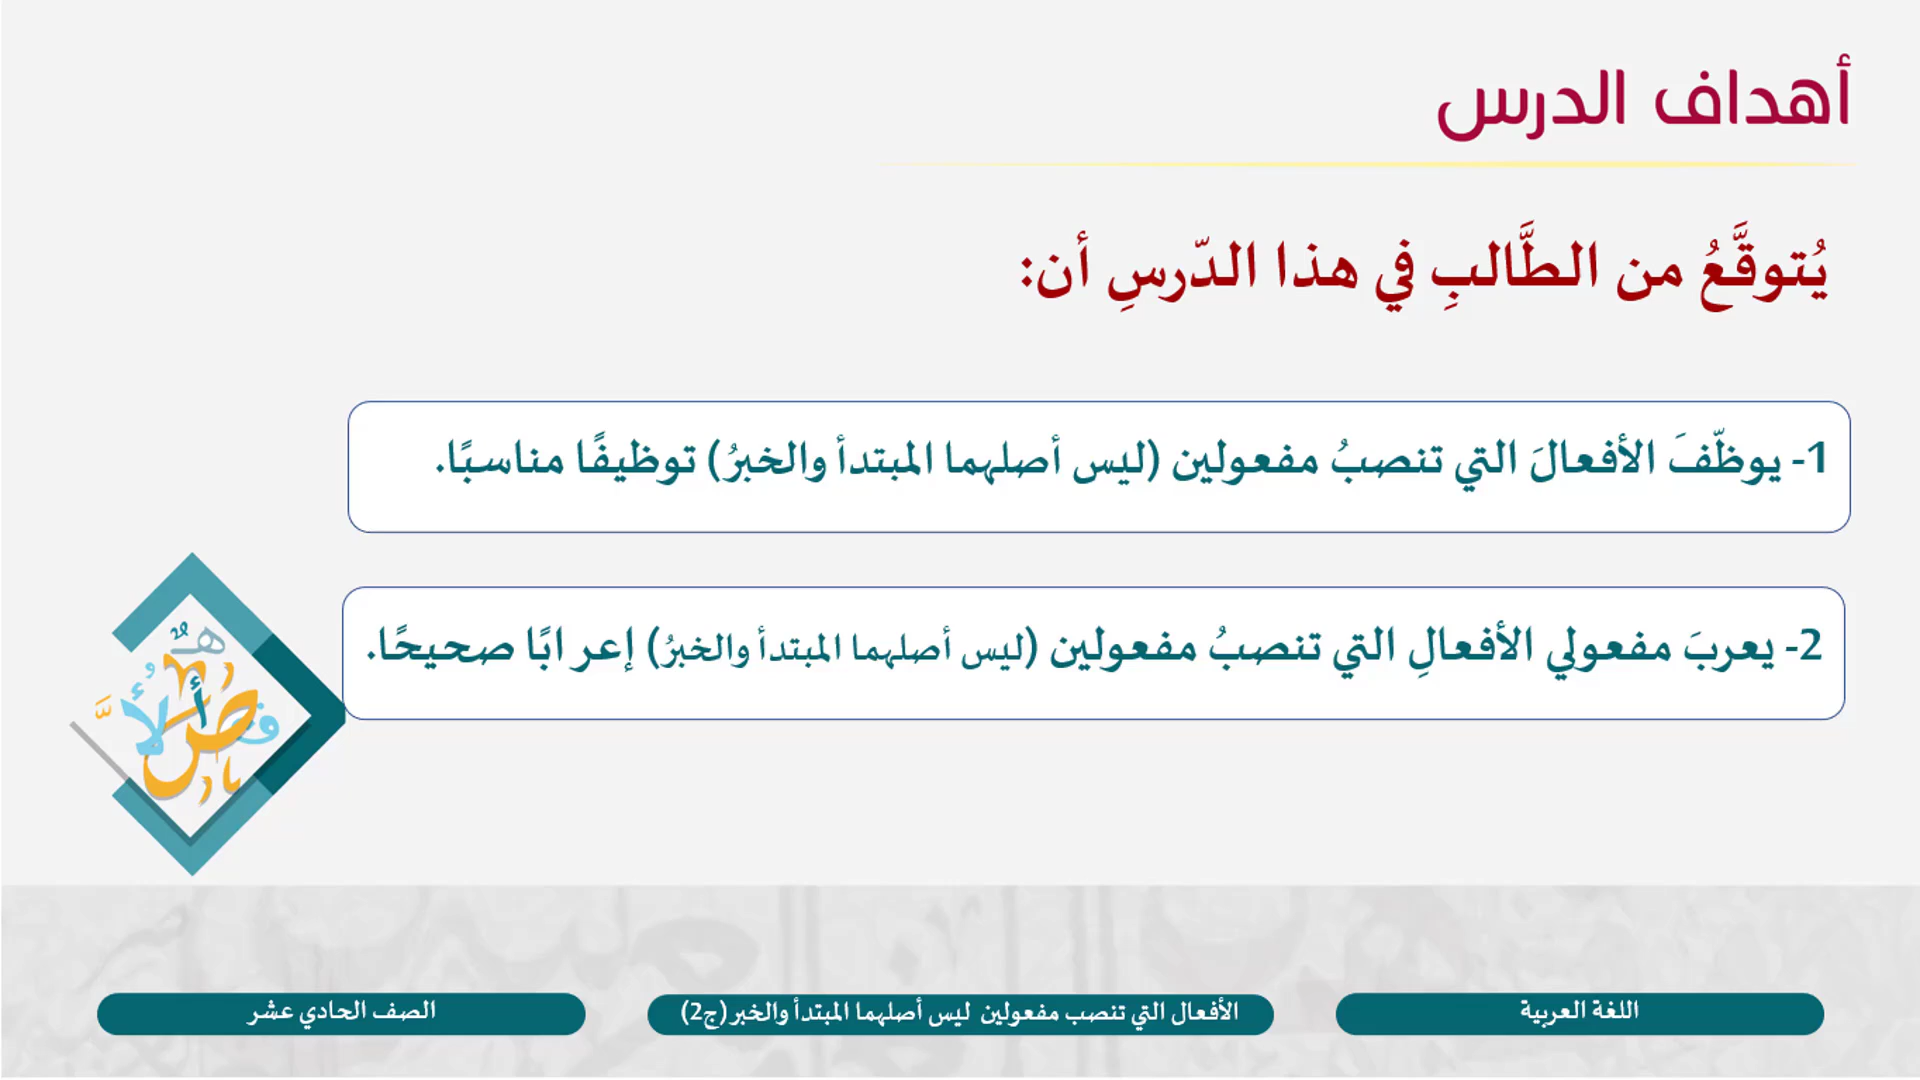 أهداف الدرس
يُتوقَّعُ من الطَّالبِ في هذا الدّرسِ أن:
1- يوظّفَ الأفعالَ التي تنصبُ مفعولين (ليس أصلهما المبتدأ والخبرُ) توظيفًا مناسبًا.
2- يعربَ مفعولي الأفعالِ التي تنصبُ مفعولين (ليس أصلهما المبتدأ والخبرُ) إعرابًا صحيحًا.
اللغة العربية
الأفعال التي تنصب مفعولين ليس أصلهما المبتدأ والخبر (ج2)
الصف الحادي عشر